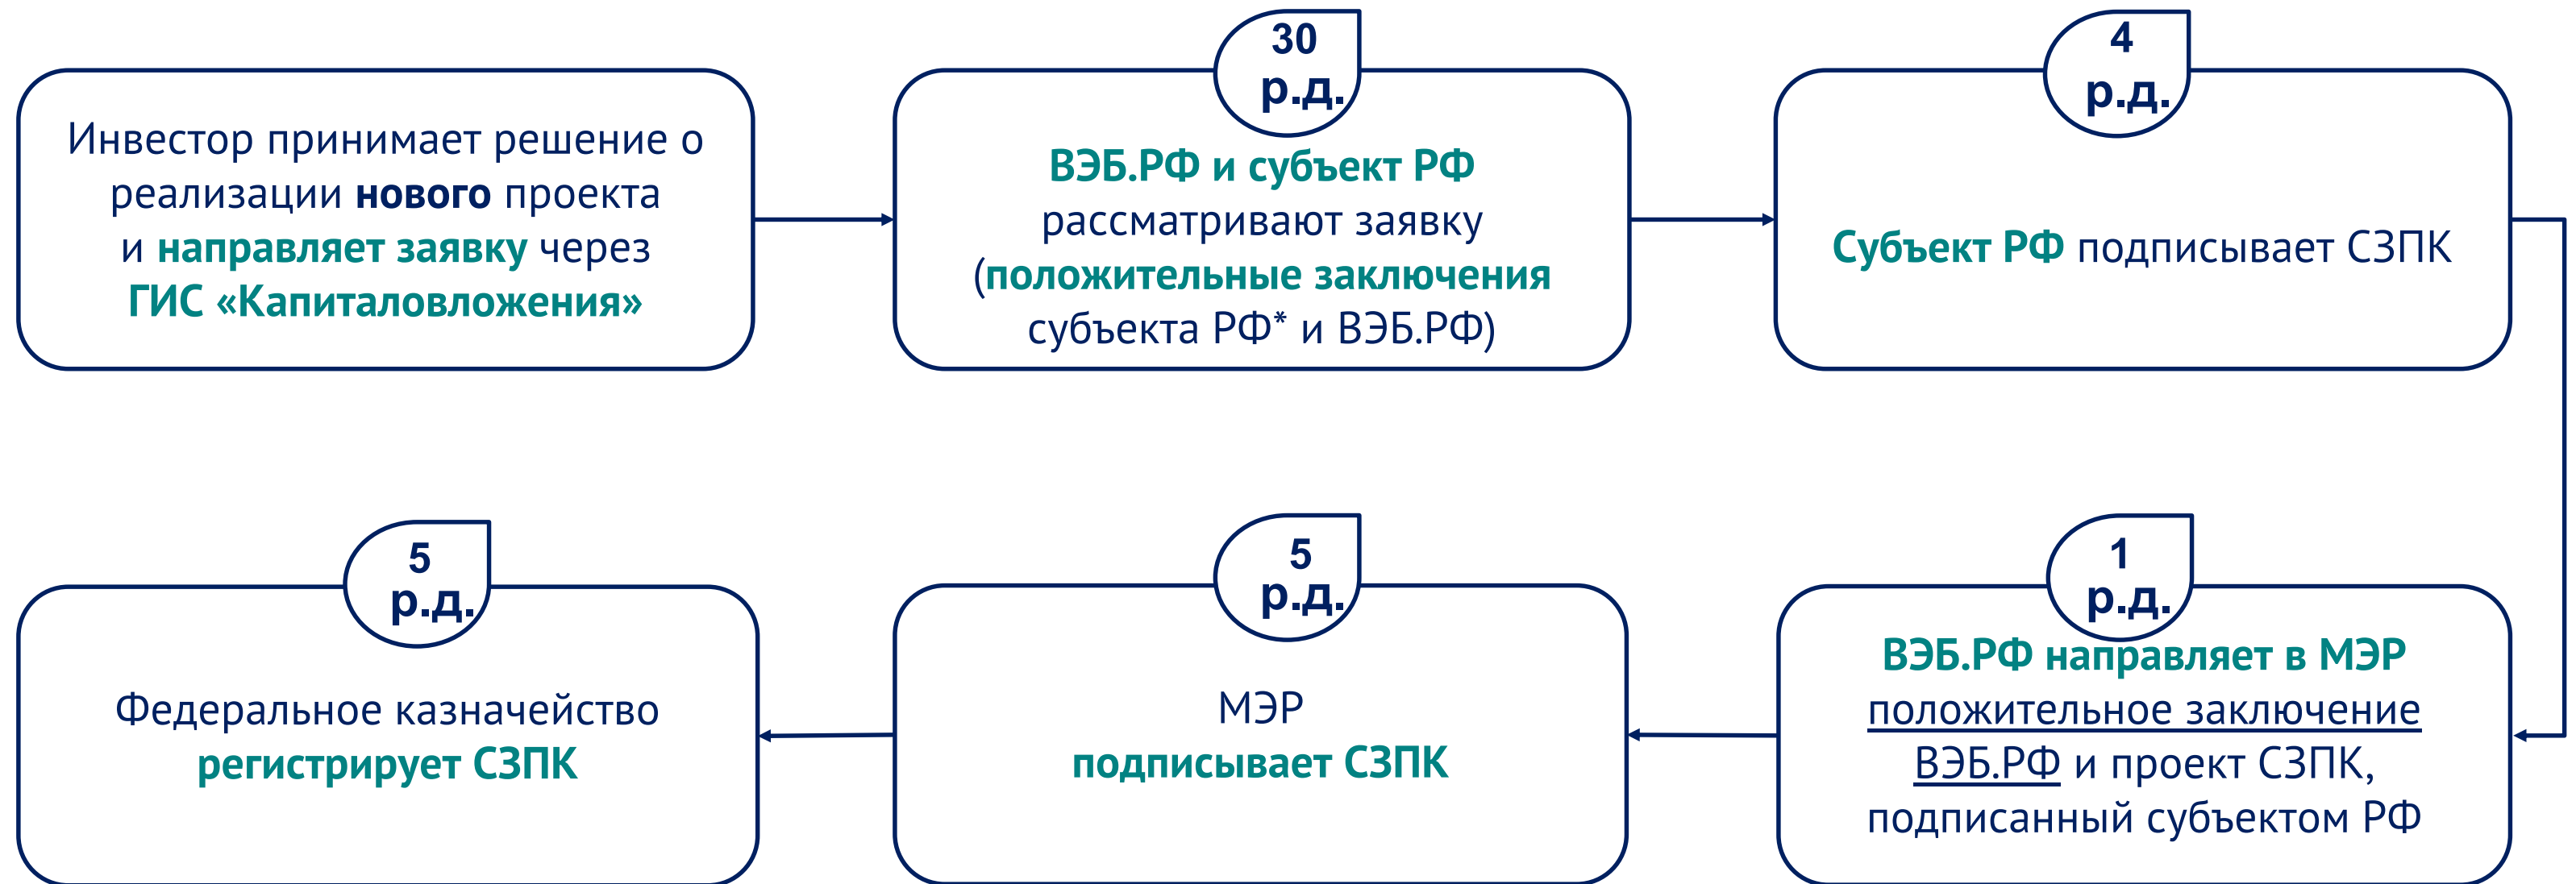 Инвестор принимает решение о
реализации нового проекта
и направляет заявку через
ГИС «Капиталовложения»
30
р.д.
ВЭБ.РФ и субъект РФ
рассматривают заявку
(положительные заключения
субъекта РФ* и ВЭБ.РФ)
4
р.д.
Субъект РФ подписывает СЗПК
1
р.д.
ВЭБ.РФ направляет в МЭР
положительное заключение
ВЭБ.РФ и проект СЗПК,
подписанный субъектом РФ
5
р.д.
МЭР
подписывает СЗПК
5
р.д.
Федеральное казначейство
регистрирует СЗПК